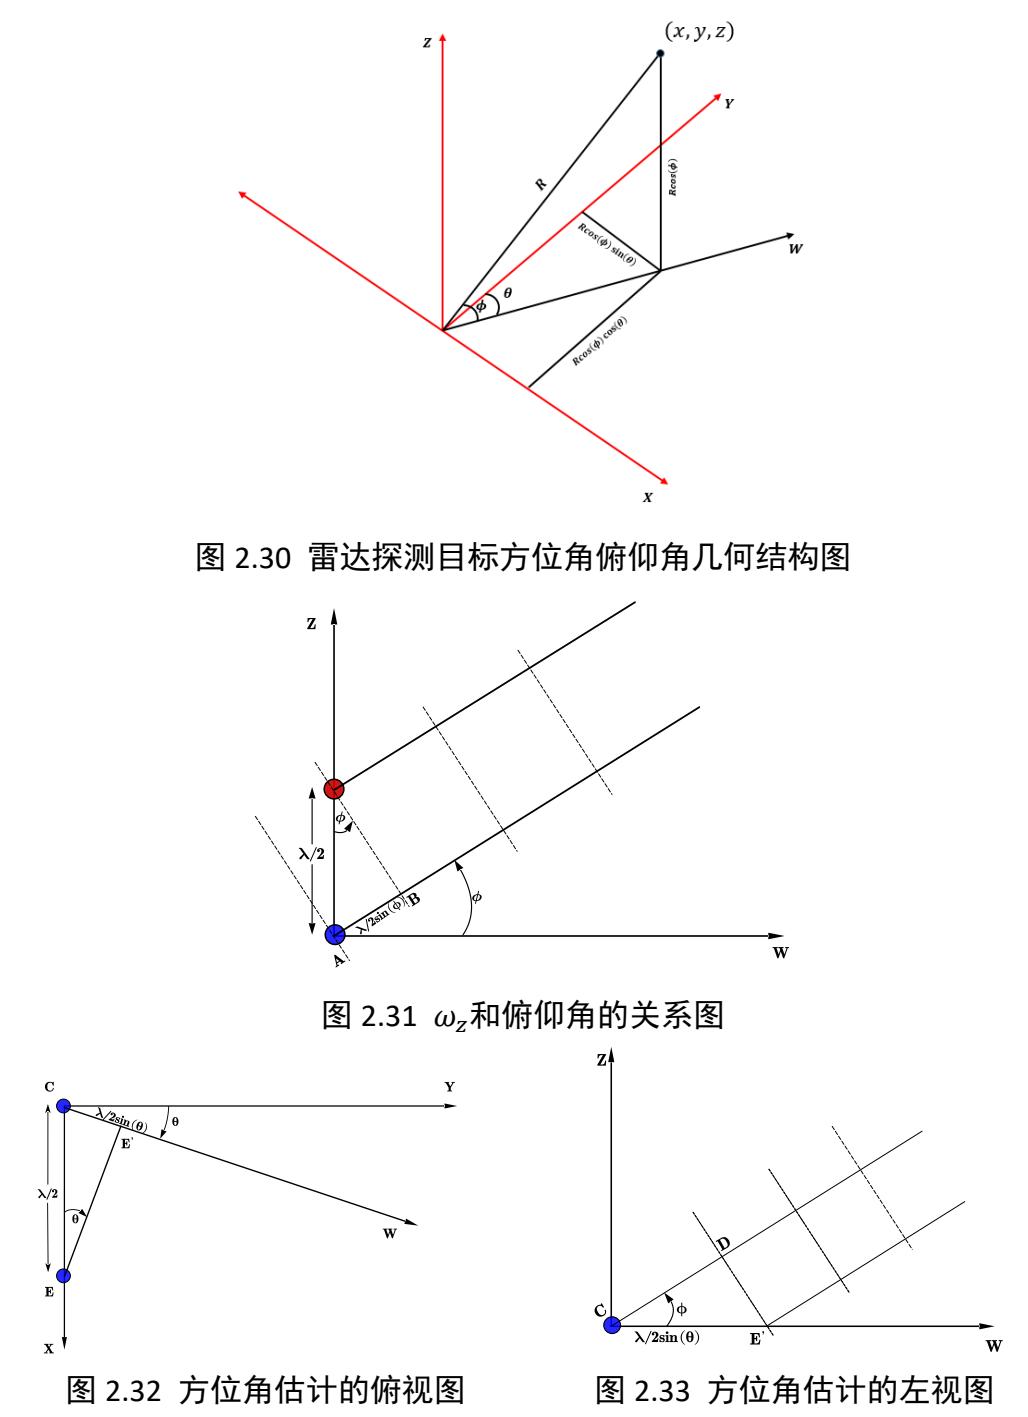 (x, y, z)
Z
Y
R
Rcos(ϕ)
Rcos(ϕ)sin(θ)
W
θ
ϕ
Rcos(ϕ)cos(θ)
X
图 2.30 雷达探测目标方位角俯仰角几何结构图
Z
ϕ
λ/2
B
λ/2sin(ϕ)
ϕ
A
W
图 2.31 ω_z和俯仰角的关系图
C
Y
λ/2sin(θ)
θ
E'
λ/2
θ
W
E
X
图 2.32 方位角估计的俯视图
Z
D
C
ϕ
λ/2sin(θ)
E'
W
图 2.33 方位角估计的左视图